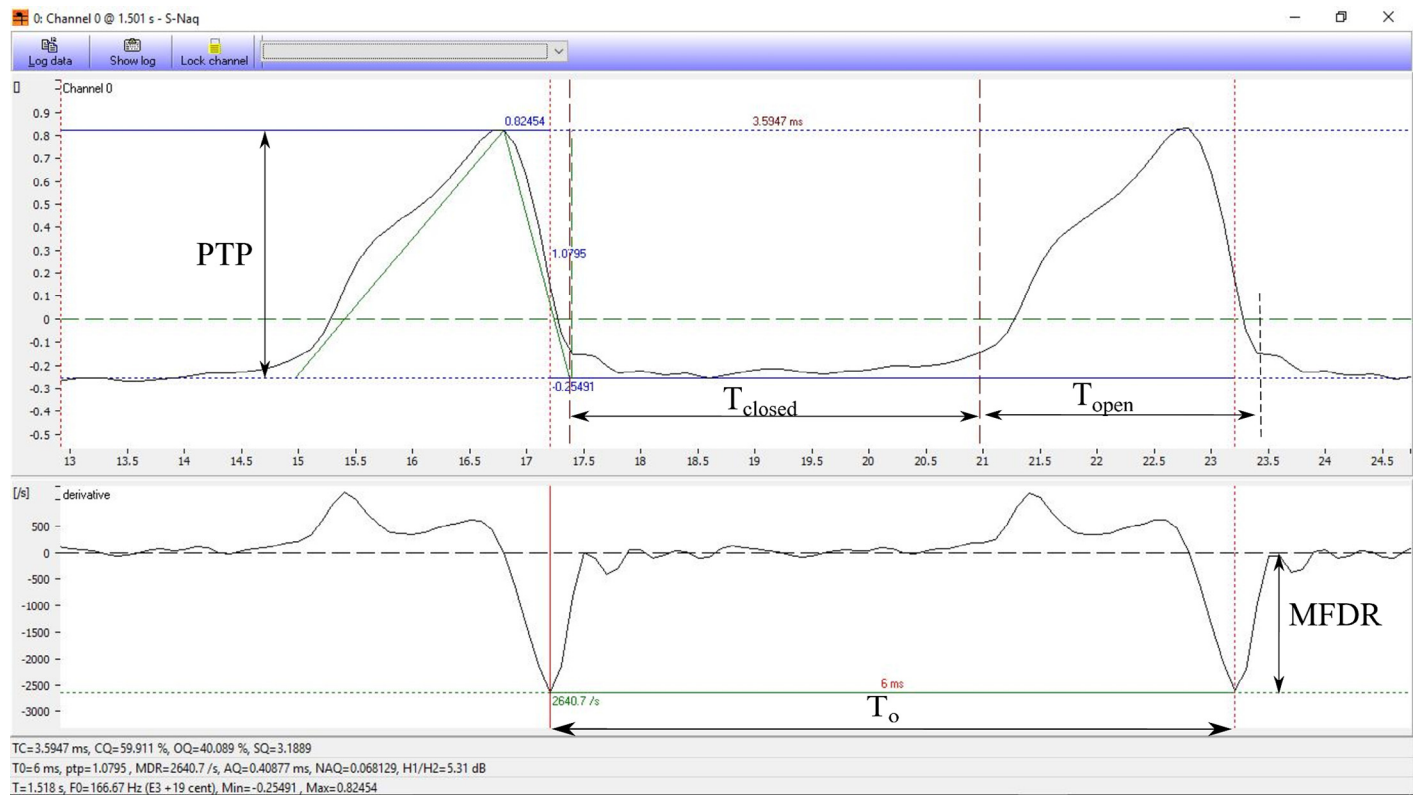 0: Channel 0 @ 1.501 s - S-Naq
Log data Show log Lock channel
Channel 0
0.9
0.8
0.7
0.6
0.5
0.4
0.3
0.2
0.1
0
-0.1
-0.2
-0.3
-0.4
-0.5
0.82454
3.5947 ms
PTP
1.0795
-0.25491
Tclosed
Topen
13 13.5 14 14.5 15 15.5 16 16.5 17 17.5 18 18.5 19 19.5 20 20.5 21 21.5 22 22.5 23 23.5 24 24.5
[/s] derivative
500
0
-500
-1000
-1500
-2000
-2500
-3000
MFDR
6 ms
2640.7 /s
To
TC=3.5947 ms, CQ=59.911 %, OQ=40.089 %, SQ=3.1889
T0=6 ms, ptp=1.0795 , MDR=2640.7 /s, AQ=0.40877 ms, NAQ=0.068129, H1/H2=5.31 dB
T=1.518 s, F0=166.67 Hz (E3 +19 cent), Min=-0.25491 , Max=0.82454